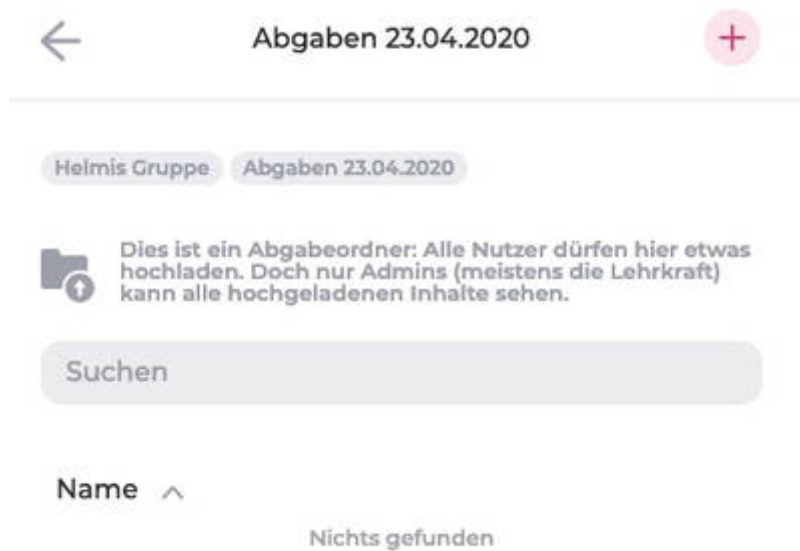 Abgaben 23.04.2020
Helmis Gruppe Abgaben 23.04.2020
Dies ist ein Abgabeordner: Alle Nutzer dürfen hier etwas
hochladen. Doch nur Admins (meistens die Lehrkraft)
kann alle hochgeladenen Inhalte sehen.
Suchen
Name
Nichts gefunden